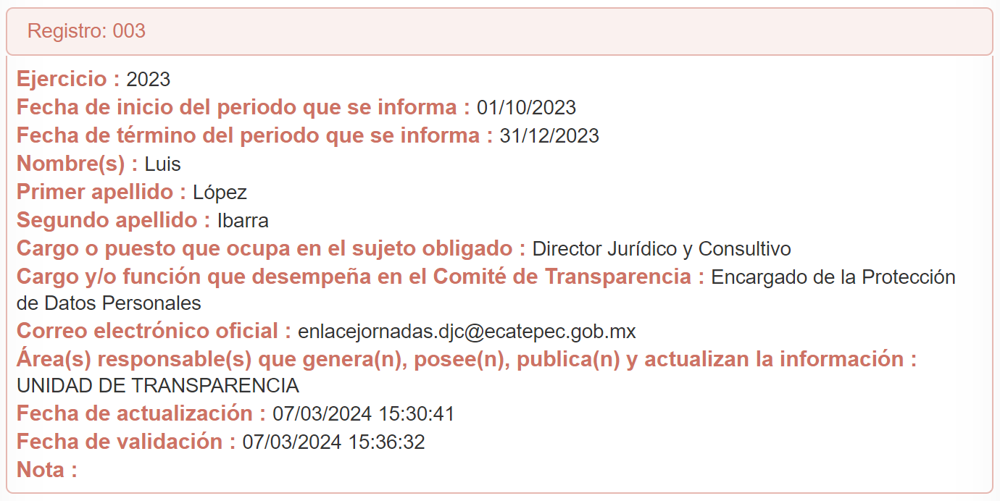 Registro: 003
Ejercicio : 2023
Fecha de inicio del periodo que se informa : 01/10/2023
Fecha de término del periodo que se informa : 31/12/2023
Nombre(s) : Luis
Primer apellido : López
Segundo apellido : Ibarra
Cargo o puesto que ocupa en el sujeto obligado : Director Jurídico y Consultivo
Cargo y/o función que desempeña en el Comité de Transparencia : Encargado de la Protección
de Datos Personales
Correo electrónico oficial : enlacejornadas.djc@ecatepec.gob.mx
Área(s) responsable(s) que genera(n), posee(n), publica(n) y actualizan la información :
UNIDAD DE TRANSPARENCIA
Fecha de actualización : 07/03/2024 15:30:41
Fecha de validación : 07/03/2024 15:36:32
Nota :